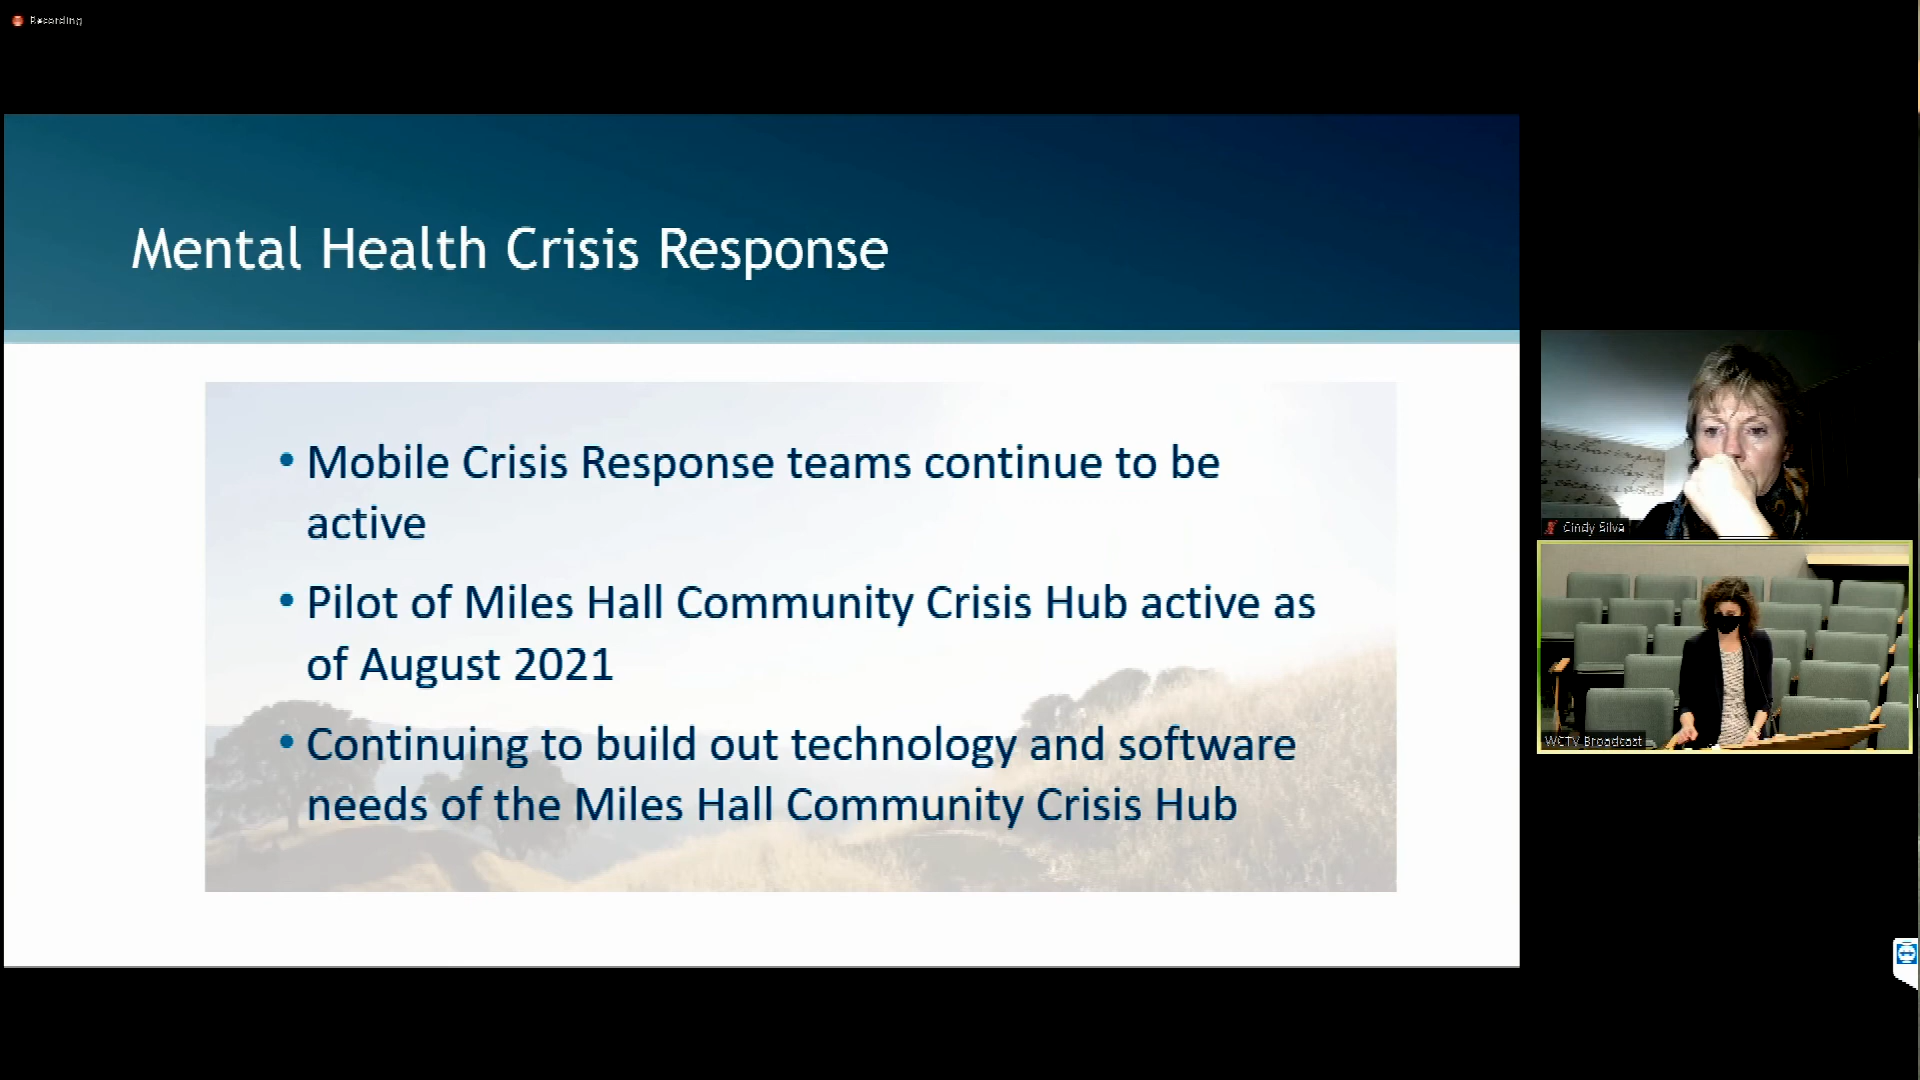 Recording
Mental Health Crisis Response
• Mobile Crisis Response teams continue to be
active
• Pilot of Miles Hall Community Crisis Hub active as
of August 2021
• Continuing to build out technology and software
needs of the Miles Hall Community Crisis Hub
Cindy Silva
WCTV Broadcast